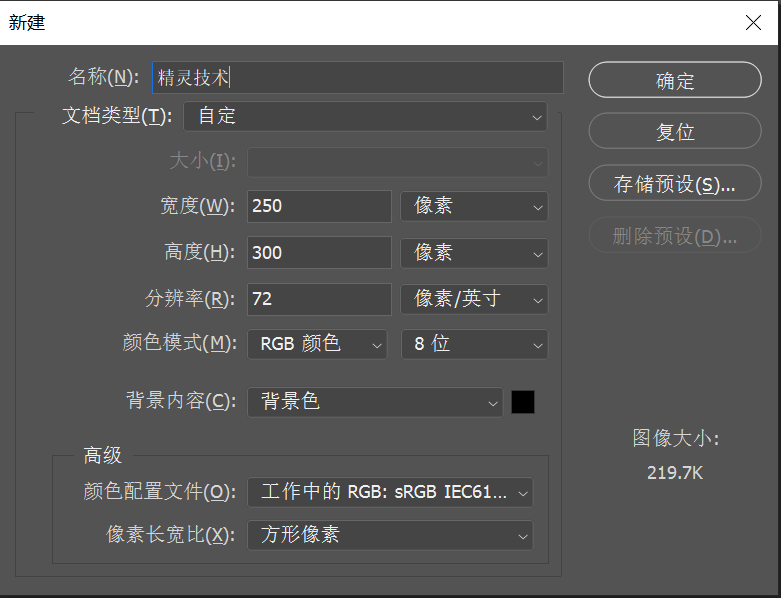 新建
名称(N): 精灵技术
确定
文档类型(T): 自定
复位
大小(I):
存储预设(S)...
宽度(W): 250 像素
删除预设(D)...
高度(H): 300 像素
分辨率(R): 72 像素/英寸
颜色模式(M): RGB 颜色 8 位
背景内容(C): 背景色
图像大小:
219.7K
高级
颜色配置文件(O): 工作中的 RGB: sRGB IEC61...
像素长宽比(X): 方形像素